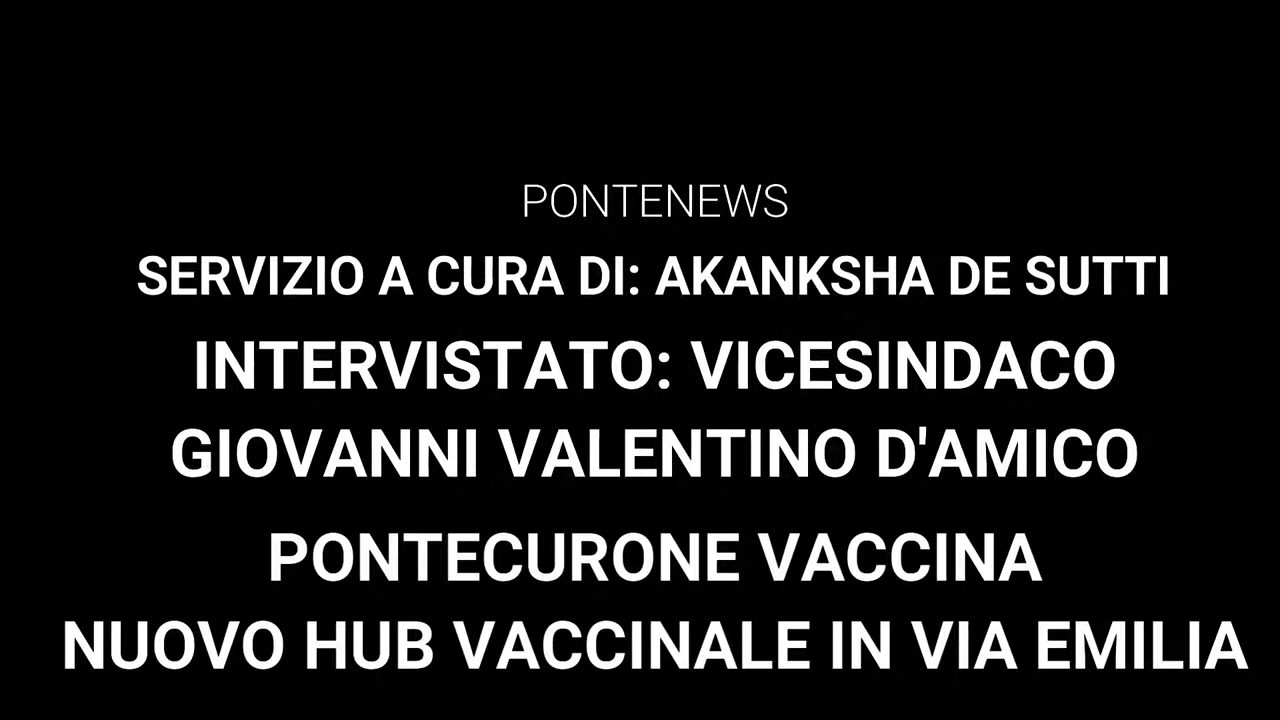 PONTENEWS
SERVIZIO A CURA DI: AKANKSHA DE SUTTI
INTERVISTATO: VICESINDACO
GIOVANNI VALENTINO D'AMICO
PONTECURONE VACCINA
NUOVO HUB VACCINALE IN VIA EMILIA